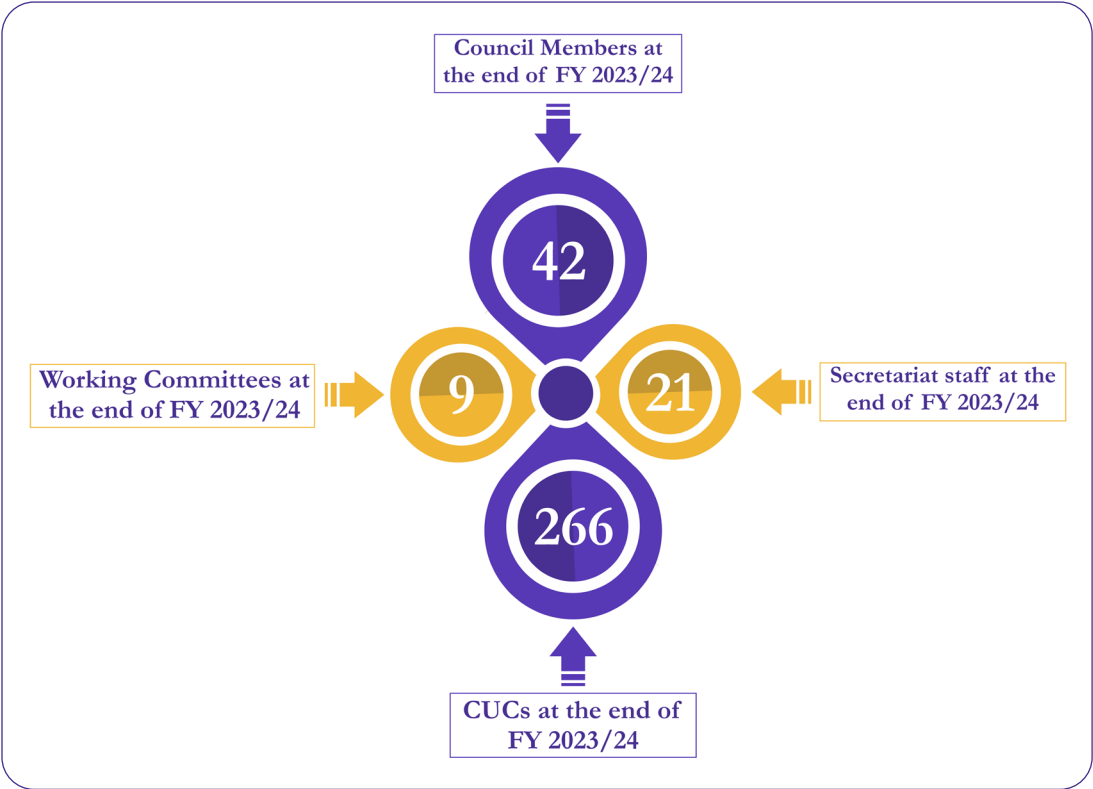 Council Members at
the end of FY 2023/24
42
Working Committees at
the end of FY 2023/24
9
21
Secretariat staff at the
end of FY 2023/24
266
CUCs at the end of
FY 2023/24